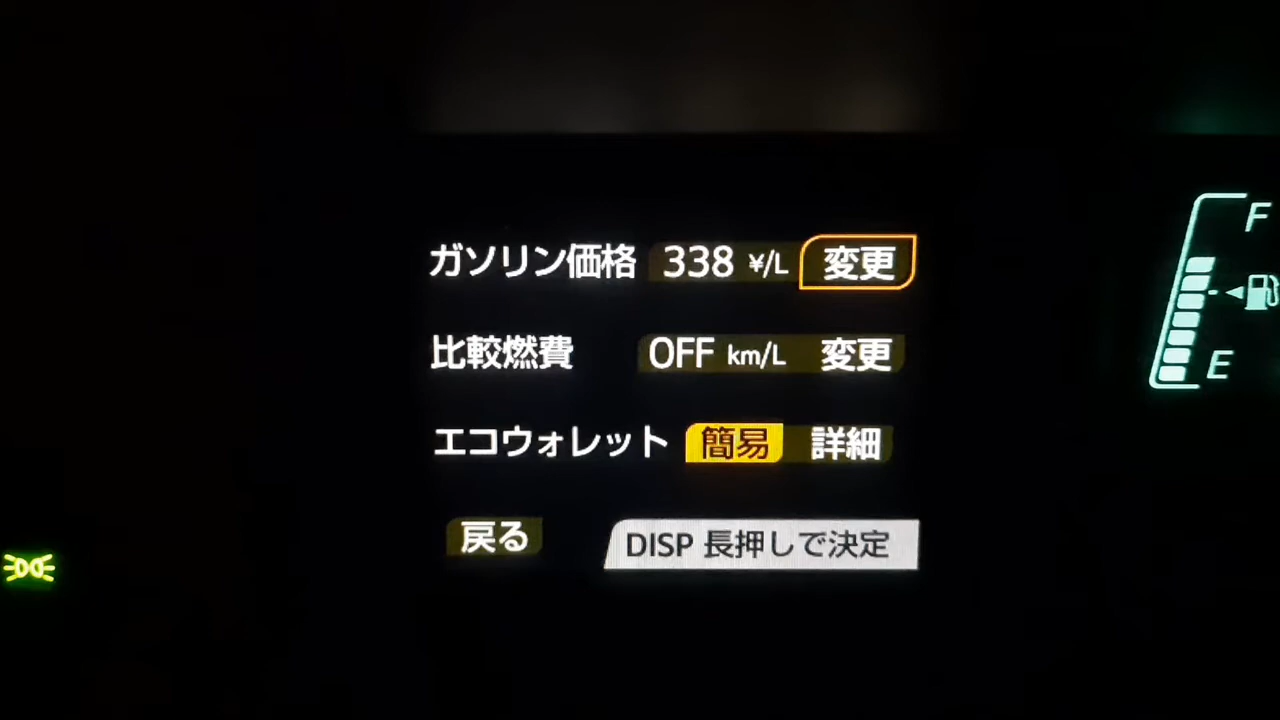 ガソリン価格 338 ¥/L 変更
比較燃費 OFF km/L 変更
エコウォレット 簡易 詳細
戻る DISP 長押しで決定
F
E